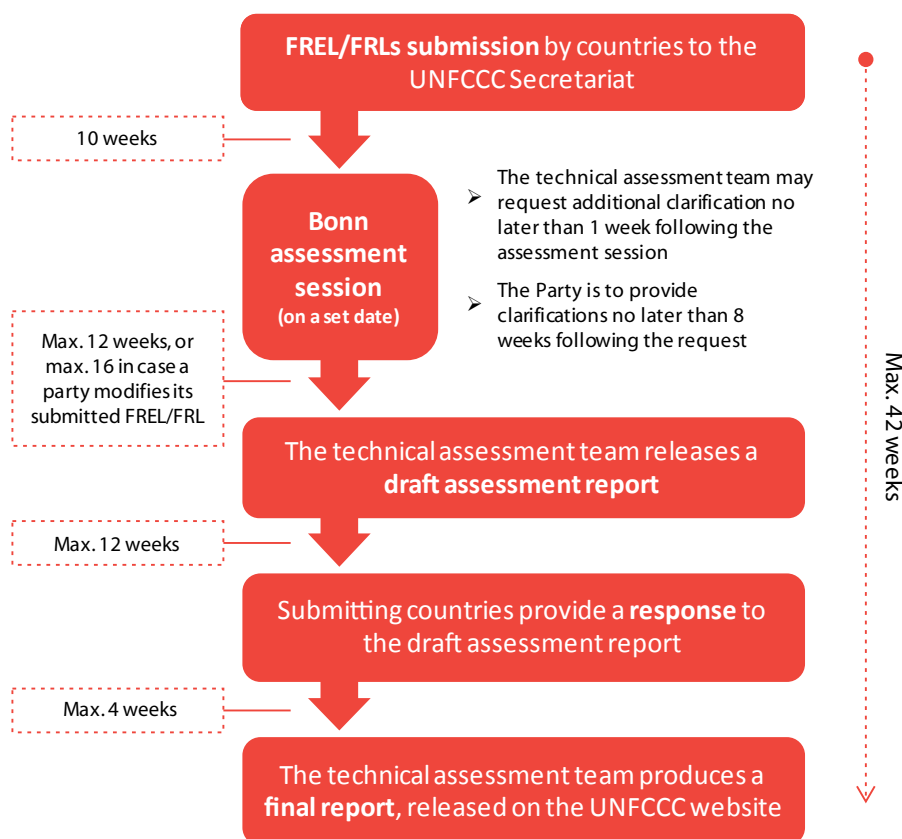 FREL/FRLs submission by countries to the
UNFCCC Secretariat
10 weeks
Bonn
assessment
session
(on a set date)
➢ The technical assessment team may
request additional clarification no
later than 1 week following the
assessment session
➢ The Party is to provide
clarifications no later than 8
weeks following the request
Max. 12 weeks, or
max. 16 in case a
party modifies its
submitted FREL/FRL
The technical assessment team releases a
draft assessment report
Max. 12 weeks
Submitting countries provide a response to
the draft assessment report
Max. 4 weeks
The technical assessment team produces a
final report, released on the UNFCCC website
Max. 42 weeks